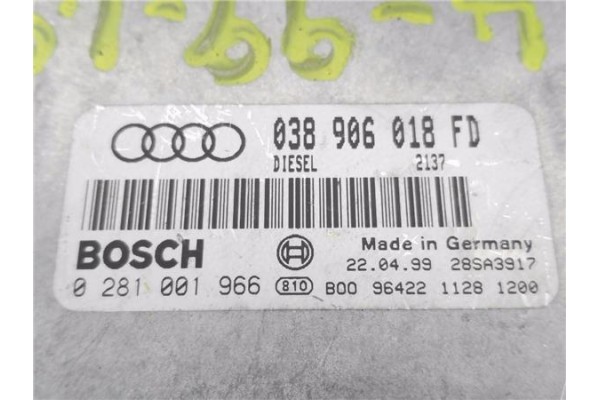 038 906 018 FD
DIESEL 2137
BOSCH
Made in Germany
22.04.99 28SA3917
0 281 001 966 810 B00 96422 1128 1200